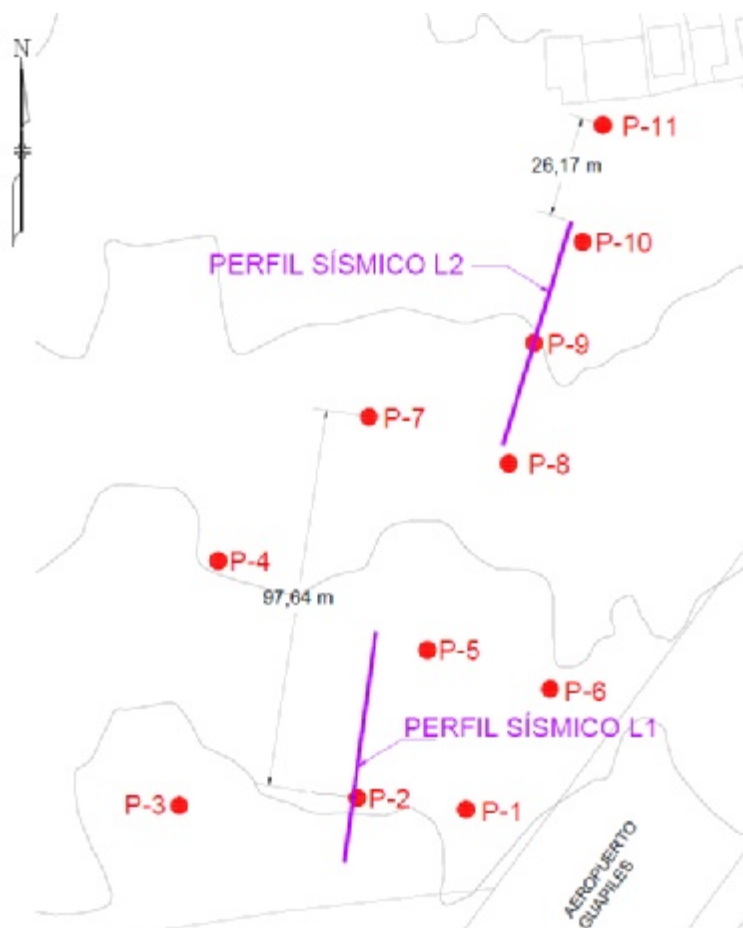 N
P-11
26,17 m
P-10
PERFIL SÍSMICO L2
P-9
P-7
P-8
P-4
97,64 m
P-5
P-6
PERFIL SÍSMICO L1
P-3
P-2
P-1
AEROPUERTO
GUAPILES